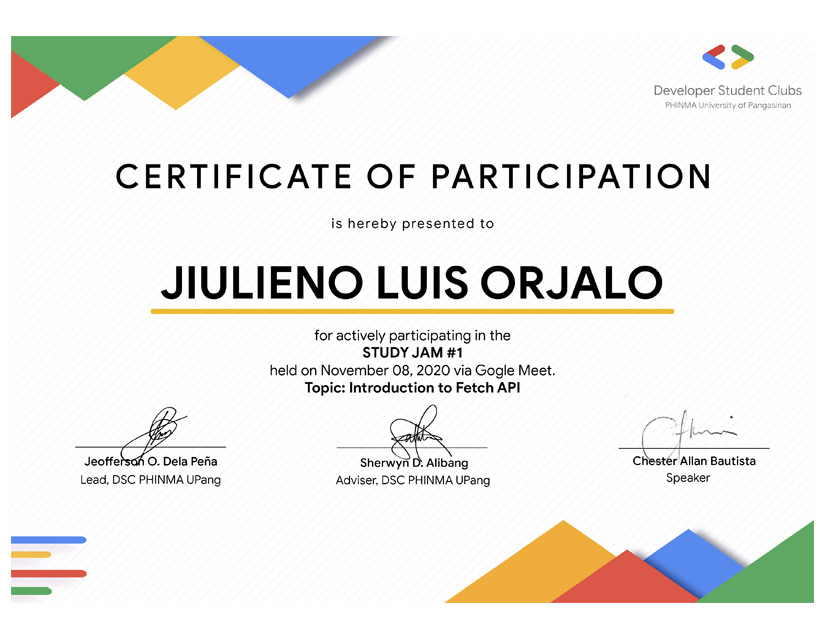 Developer Student Clubs
PHINMA University of Pangasinan
CERTIFICATE OF PARTICIPATION
is hereby presented to
JIULIENO LUIS ORJALO
for actively participating in the
STUDY JAM #1
held on November 08, 2020 via Gogle Meet.
Topic: Introduction to Fetch API
Jeofferson O. Dela Peña
Lead, DSC PHINMA UPang
Sherwyn D. Alibang
Adviser, DSC PHINMA UPang
Chester Allan Bautista
Speaker